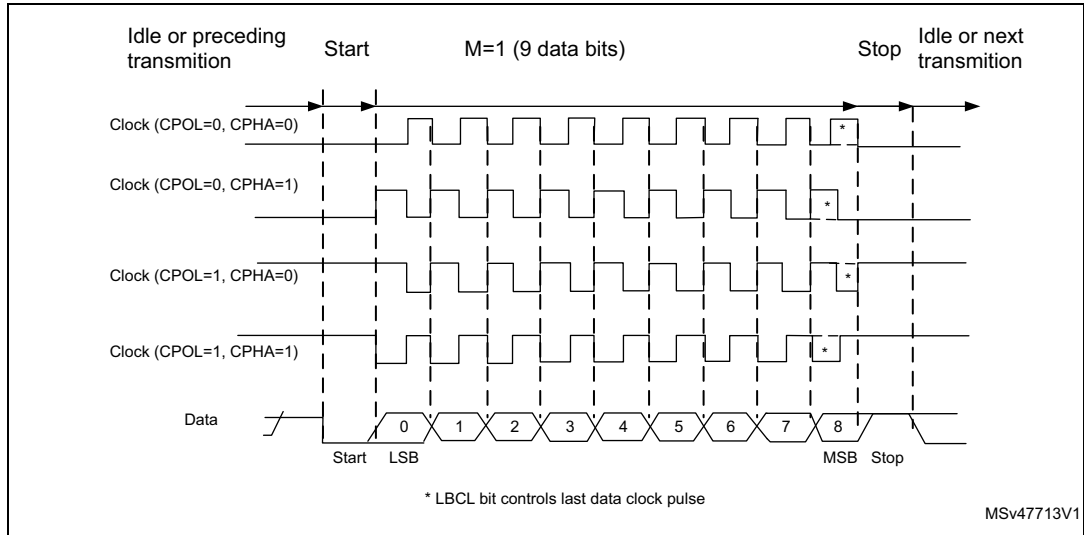 Idle or preceding
transmition
Start
M=1 (9 data bits)
Stop
Idle or next
transmition
Clock (CPOL=0, CPHA=0)
*
Clock (CPOL=0, CPHA=1)
*
Clock (CPOL=1, CPHA=0)
*
Clock (CPOL=1, CPHA=1)
*
Data
0 1 2 3 4 5 6 7 8
Start LSB MSB Stop
* LBCL bit controls last data clock pulse
MSv47713V1